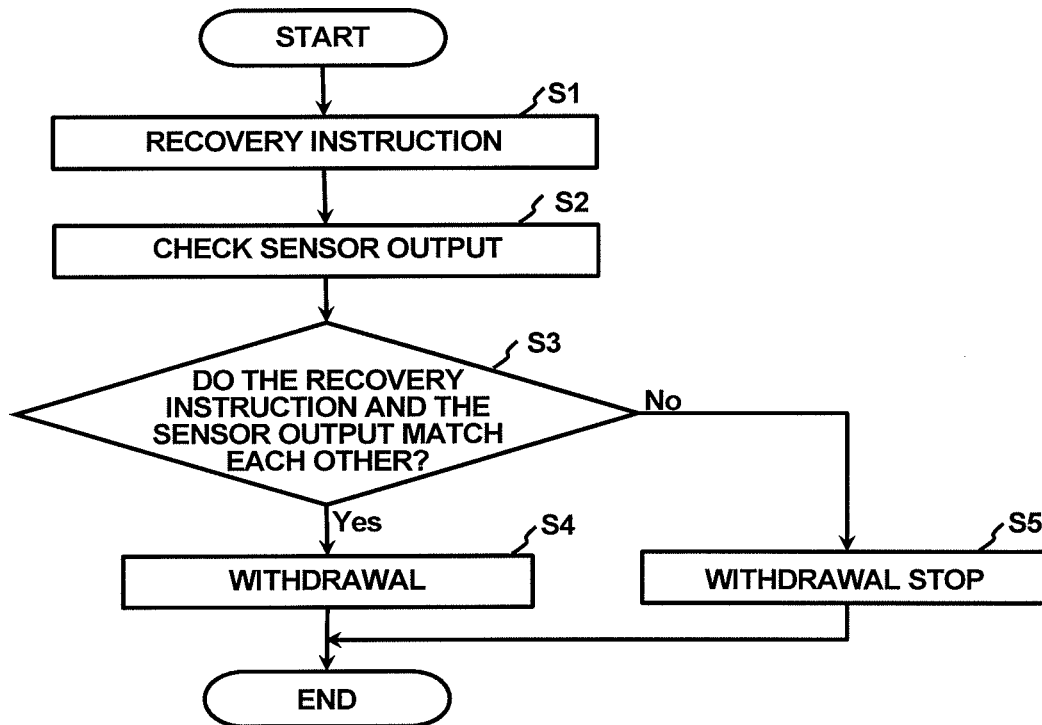 START
S1
RECOVERY INSTRUCTION
S2
CHECK SENSOR OUTPUT
S3
DO THE RECOVERY
INSTRUCTION AND THE
SENSOR OUTPUT MATCH
EACH OTHER?
No
Yes
S4
WITHDRAWAL
S5
WITHDRAWAL STOP
END